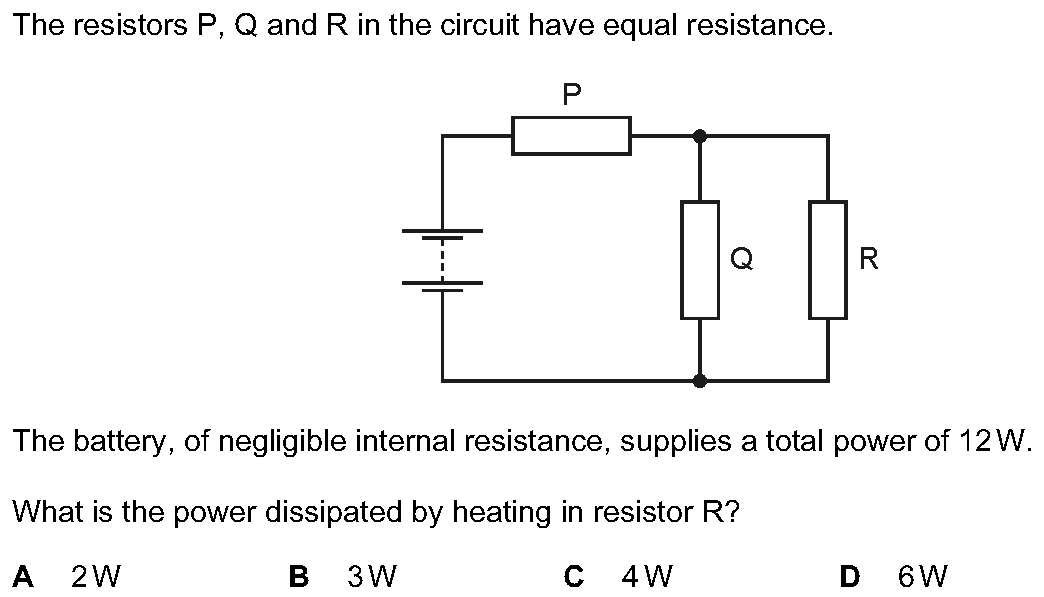 The resistors P, Q and R in the circuit have equal resistance.
P
Q
R
The battery, of negligible internal resistance, supplies a total power of 12 W.
What is the power dissipated by heating in resistor R?
A 2 W B 3 W C 4 W D 6 W